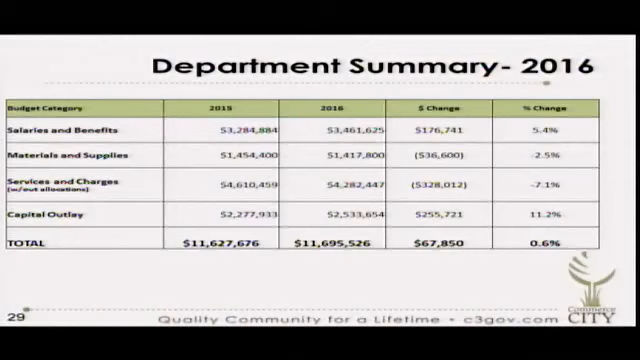 Department Summary- 2016
Budget Category 2015 2016 $ Change % Change
Salaries and Benefits $3,284,884 $3,461,625 $176,741 5.4%
Materials and Supplies $1,454,400 $1,417,800 ($36,600) -2.5%
Services and Charges $4,610,459 $4,282,447 ($328,012) -7.1%
(w/out allocations)
Capital Outlay $2,277,933 $2,533,654 $255,721 11.2%
TOTAL $11,627,676 $11,695,526 $67,850 0.6%
29
Quality Community for a Lifetime • c3gov.com
Commerce
CITY